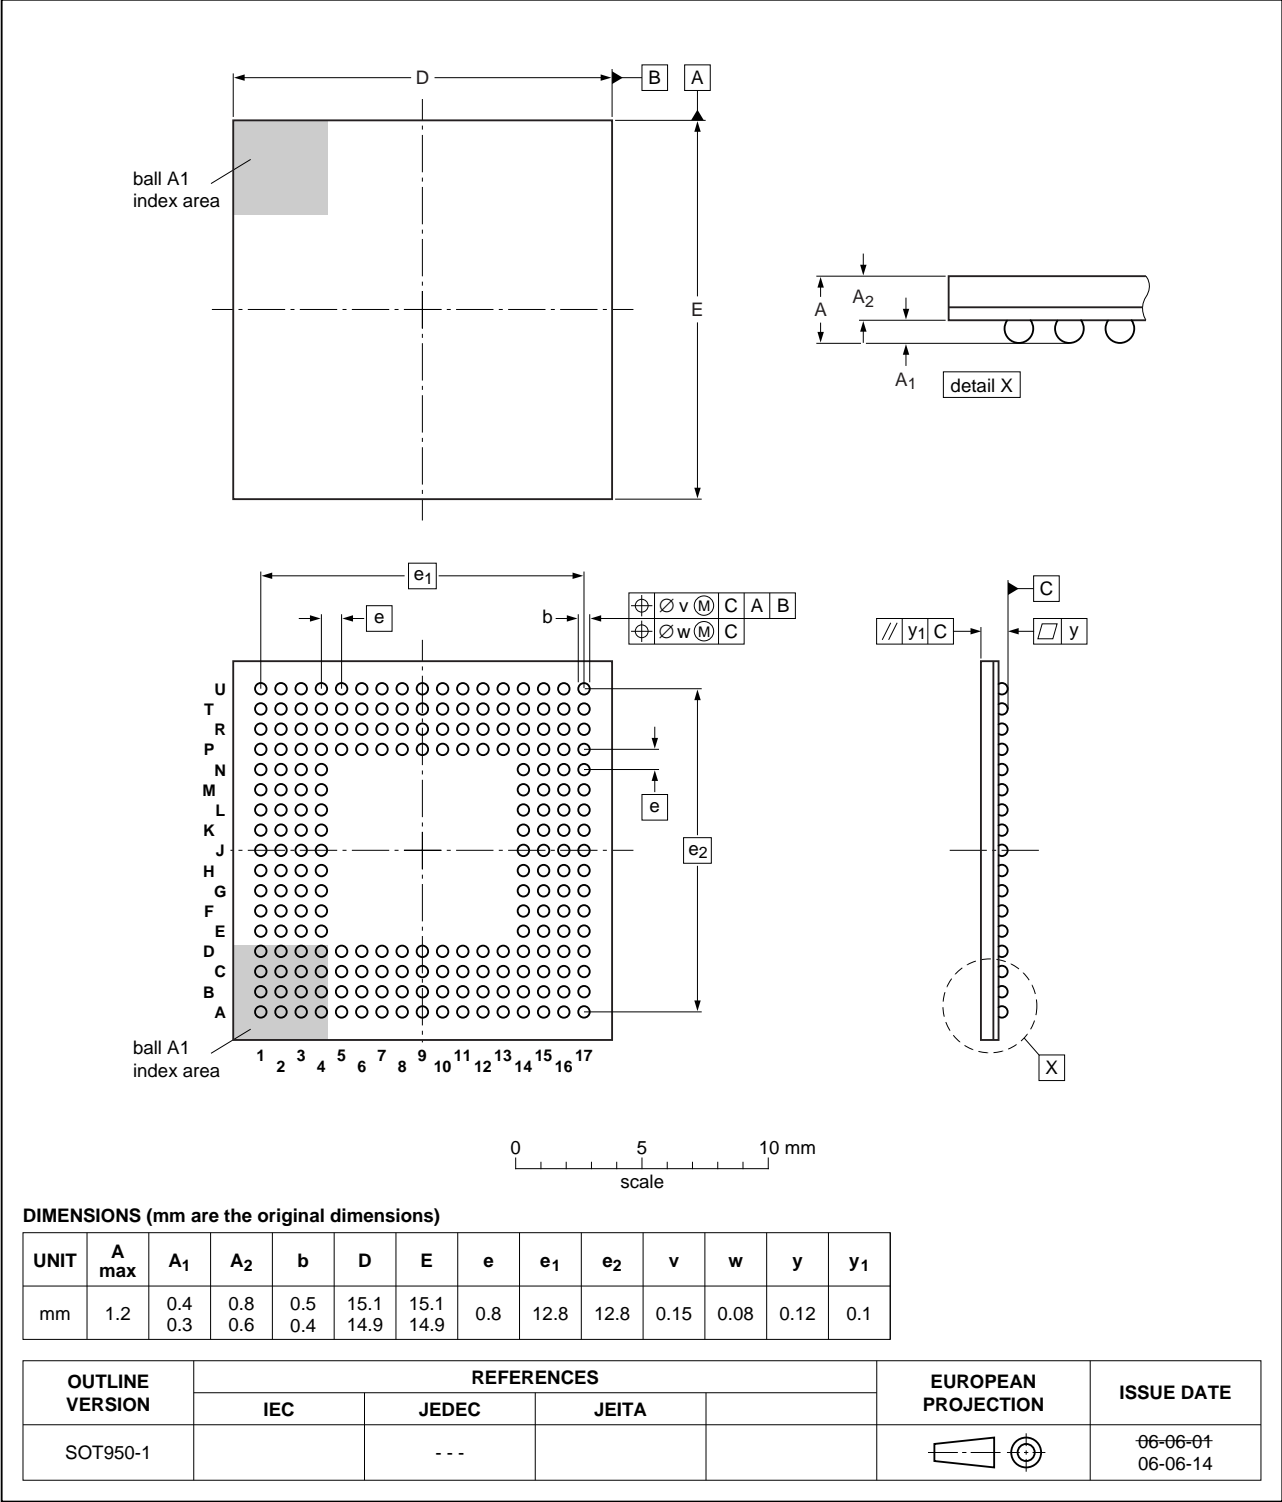 D
B
A
ball A1
index area
E
A
A2
A1
detail X
e1
e
b
⌖ ∅ v Ⓜ C A B
⌖ ∅ w Ⓜ C
C
// y1 C
▱ y
U
T
R
P
N
M
L
K
J
H
G
F
E
D
C
B
A
e
e2
ball A1
index area
1 2 3 4 5 6 7 8 9 10 11 12 13 14 15 16 17
X
0 5 10 mm
scale
DIMENSIONS (mm are the original dimensions)
UNIT A max A1 A2 b D E e e1 e2 v w y y1
mm 1.2 0.4 0.3 0.8 0.6 0.5 0.4 15.1 14.9 15.1 14.9 0.8 12.8 12.8 0.15 0.08 0.12 0.1
OUTLINE VERSION REFERENCES EUROPEAN PROJECTION ISSUE DATE
IEC JEDEC JEITA
SOT950-1 - - - 06-06-01
06-06-14